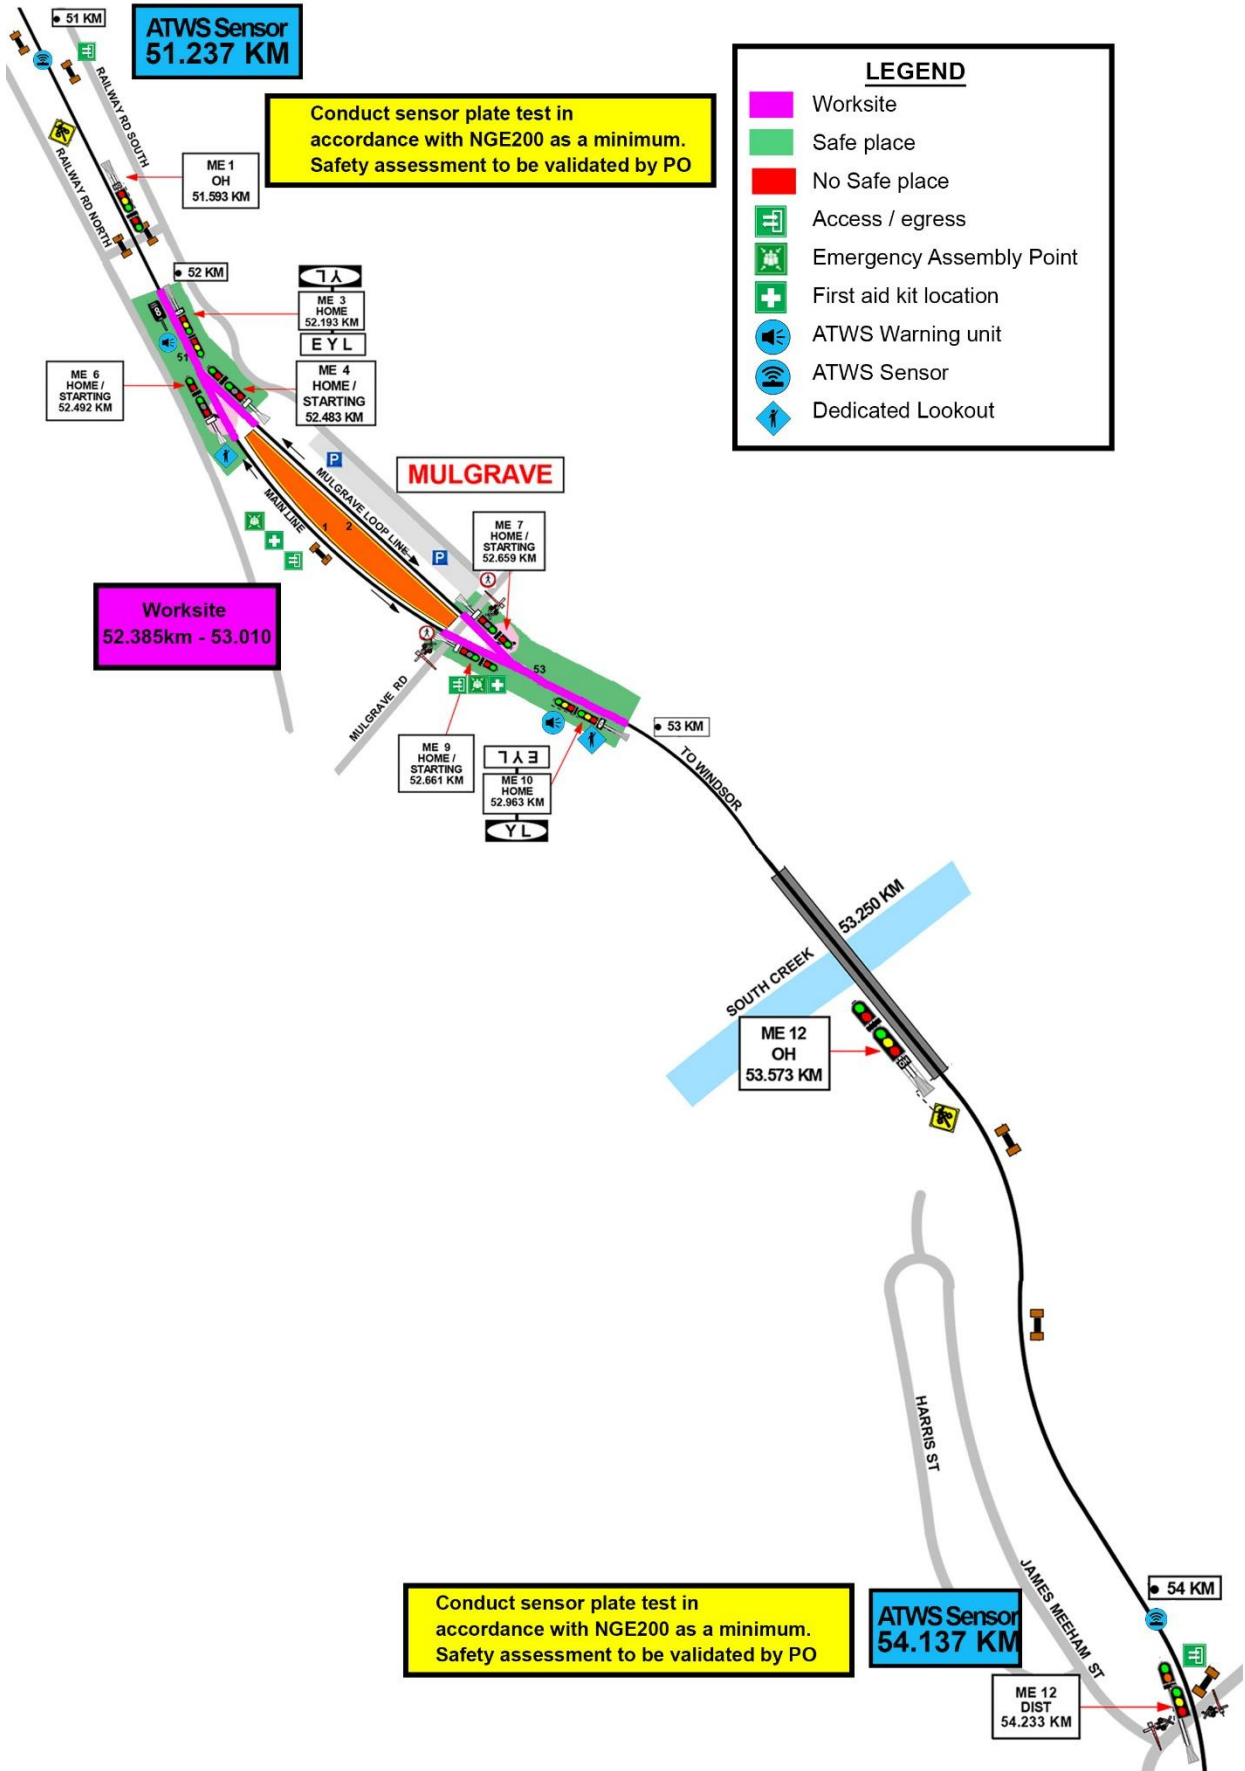 51 KM
ATWS Sensor
51.237 KM
RAILWAY RD SOUTH
RAILWAY RD NORTH
Conduct sensor plate test in
accordance with NGE200 as a minimum.
Safety assessment to be validated by PO
LEGEND
Worksite
Safe place
No Safe place
Access / egress
Emergency Assembly Point
First aid kit location
ATWS Warning unit
ATWS Sensor
Dedicated Lookout
ME 1
OH
51.593 KM
52 KM
YL
ME 3
HOME
52.193 KM
EYL
51
ME 6
HOME /
STARTING
52.492 KM
ME 4
HOME /
STARTING
52.483 KM
P
MULGRAVE
MULGRAVE LOOP LINE
MAIN LINE
1
2
P
ME 7
HOME /
STARTING
52.659 KM
Worksite
52.385km - 53.010
53
MULGRAVE RD
53 KM
ME 9
HOME /
STARTING
52.661 KM
EYL
ME 10
HOME
52.963 KM
YL
TO WINDSOR
53.250 KM
SOUTH CREEK
ME 12
OH
53.573 KM
HARRIS ST
JAMES MEEHAM ST
54 KM
Conduct sensor plate test in
accordance with NGE200 as a minimum.
Safety assessment to be validated by PO
ATWS Sensor
54.137 KM
ME 12
DIST
54.233 KM